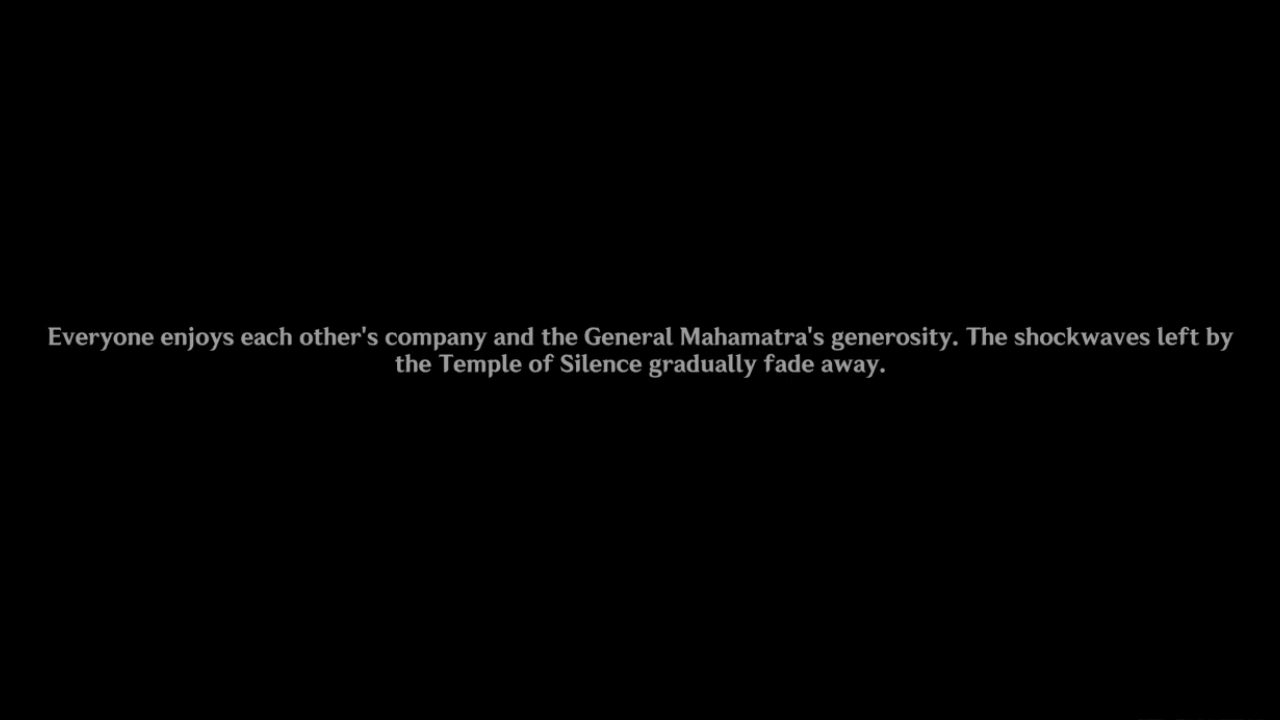 Everyone enjoys each other's company and the General Mahamatra's generosity. The shockwaves left by
the Temple of Silence gradually fade away.